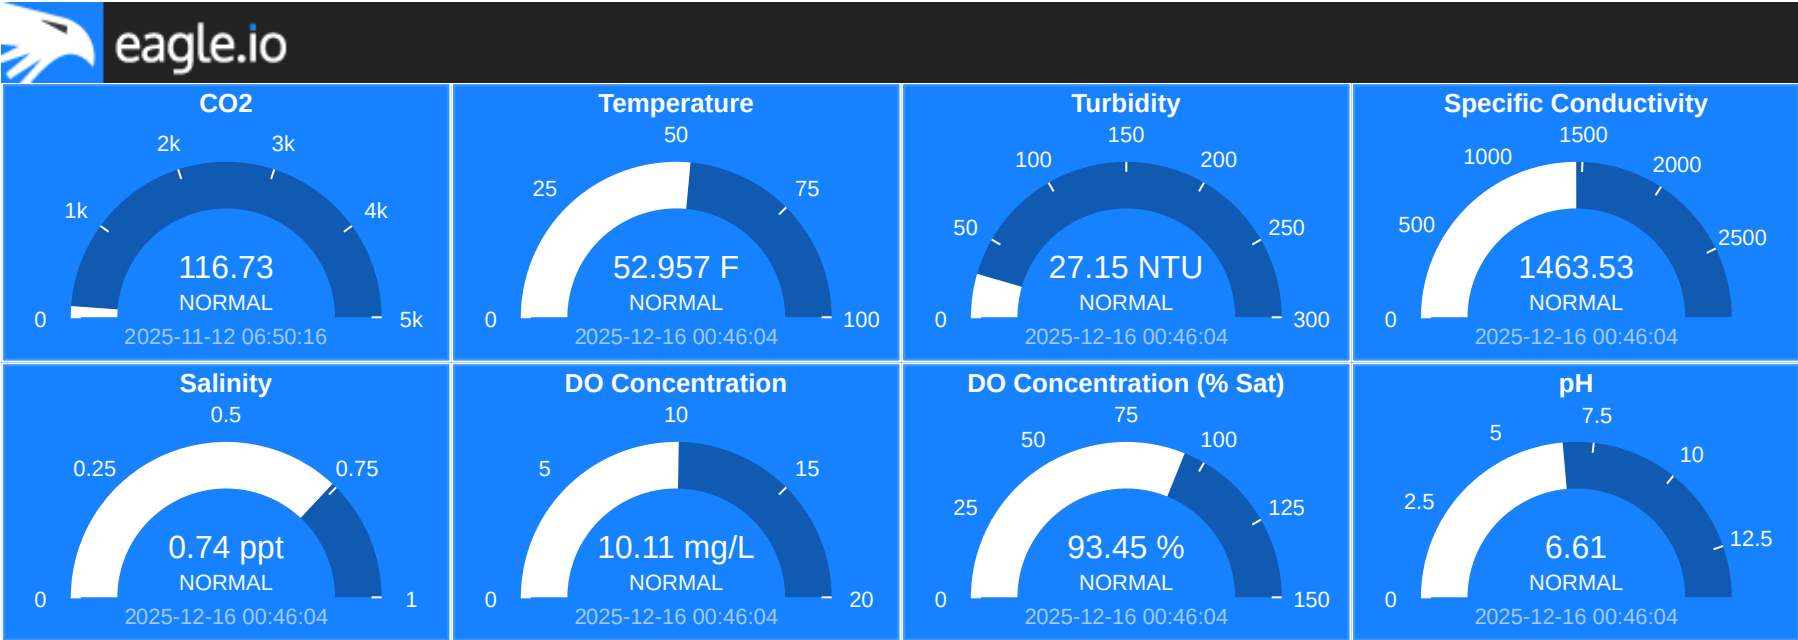 eagle.io
CO2
2k
3k
1k
4k
116.73
NORMAL
0
5k
2025-11-12 06:50:16
Temperature
50
25
75
52.957 F
NORMAL
0
100
2025-12-16 00:46:04
Turbidity
150
100
200
50
250
27.15 NTU
NORMAL
0
300
2025-12-16 00:46:04
Specific Conductivity
1500
1000
2000
500
2500
1463.53
NORMAL
0
2025-12-16 00:46:04
Salinity
0.5
0.25
0.75
0.74 ppt
NORMAL
0
1
2025-12-16 00:46:04
DO Concentration
10
5
15
10.11 mg/L
NORMAL
0
20
2025-12-16 00:46:04
DO Concentration (% Sat)
75
50
100
25
125
93.45 %
NORMAL
0
150
2025-12-16 00:46:04
pH
7.5
5
10
2.5
12.5
6.61
NORMAL
0
2025-12-16 00:46:04